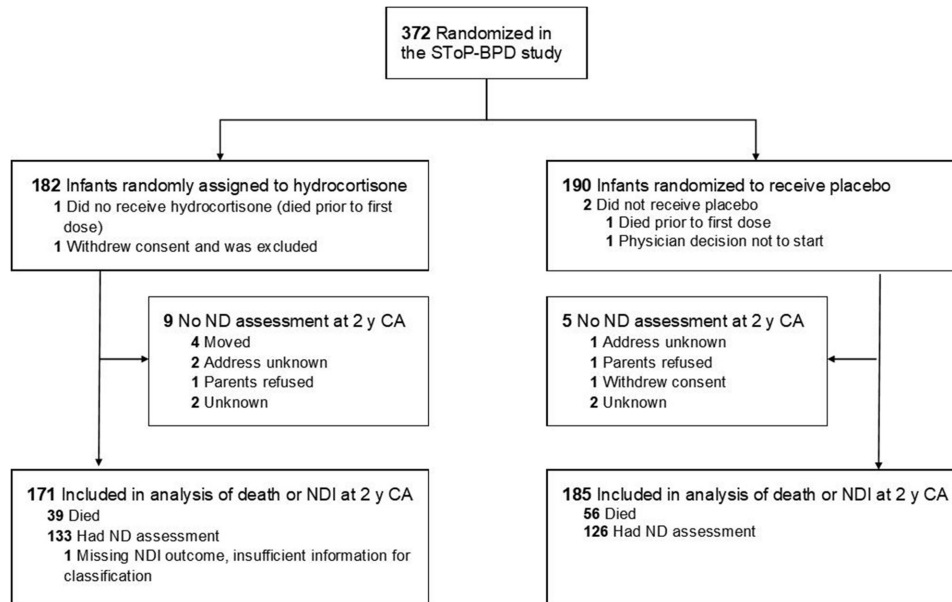 372 Randomized in
the SToP-BPD study
182 Infants randomly assigned to hydrocortisone
1 Did no receive hydrocortisone (died prior to first
dose)
1 Withdrew consent and was excluded
190 Infants randomized to receive placebo
2 Did not receive placebo
1 Died prior to first dose
1 Physician decision not to start
9 No ND assessment at 2 y CA
4 Moved
2 Address unknown
1 Parents refused
2 Unknown
5 No ND assessment at 2 y CA
1 Address unknown
1 Parents refused
1 Withdrew consent
2 Unknown
171 Included in analysis of death or NDI at 2 y CA
39 Died
133 Had ND assessment
1 Missing NDI outcome, insufficient information for
classification
185 Included in analysis of death or NDI at 2 y CA
56 Died
126 Had ND assessment